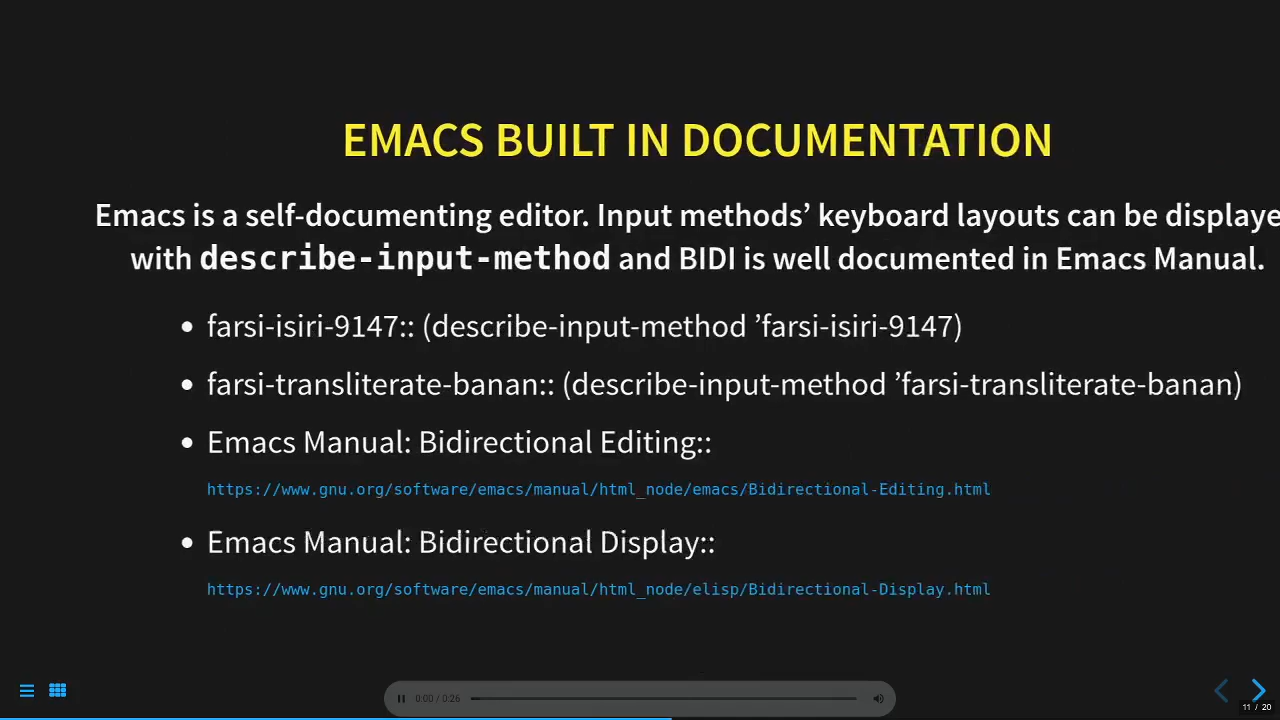 EMACS BUILT IN DOCUMENTATION
Emacs is a self-documenting editor. Input methods’ keyboard layouts can be displaye
with describe-input-method and BIDI is well documented in Emacs Manual.
• farsi-isiri-9147:: (describe-input-method ’farsi-isiri-9147)
• farsi-transliterate-banan:: (describe-input-method ’farsi-transliterate-banan)
• Emacs Manual: Bidirectional Editing::
https://www.gnu.org/software/emacs/manual/html_node/emacs/Bidirectional-Editing.html
• Emacs Manual: Bidirectional Display::
https://www.gnu.org/software/emacs/manual/html_node/elisp/Bidirectional-Display.html
0:00 / 0:26
11 / 20